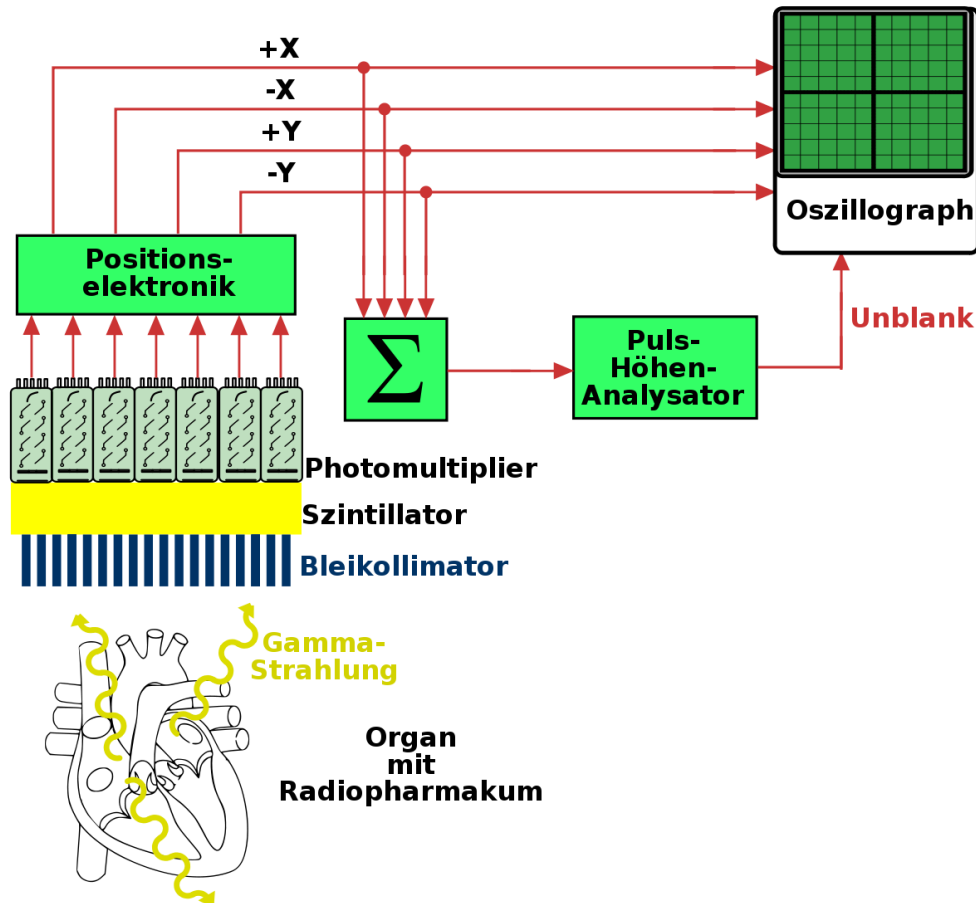 +X
-X
+Y
-Y
Oszillograph
Positions-
elektronik
Unblank
Σ
Puls-
Höhen-
Analysator
Photomultiplier
Szintillator
Bleikollimator
Gamma-
Strahlung
Organ
mit
Radiopharmakum